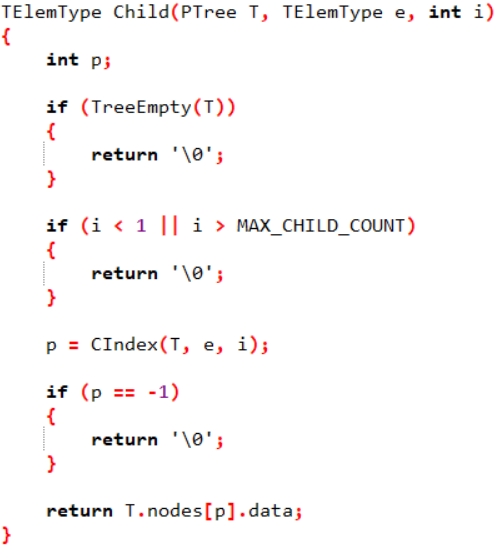 TElemType Child(PTree T, TElemType e, int i)
{
    int p;
    if (TreeEmpty(T))
    {
        return '\0';
    }
    if (i < 1 || i > MAX_CHILD_COUNT)
    {
        return '\0';
    }
    p = CIndex(T, e, i);
    if (p == -1)
    {
        return '\0';
    }
    return T.nodes[p].data;
}